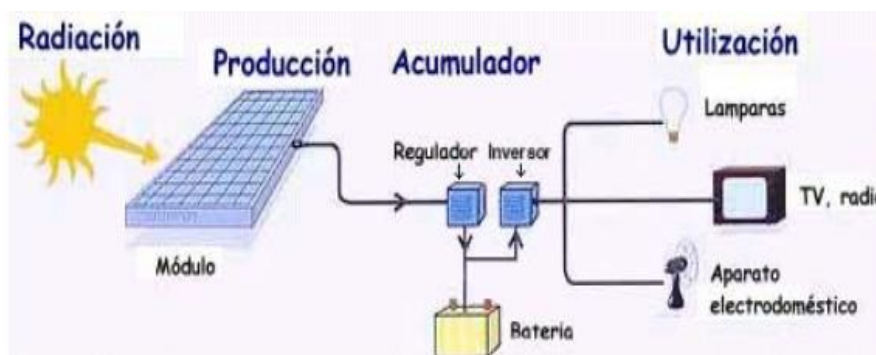 Radiación
Producción
Acumulador
Utilización
Lamparas
Regulador
Inversor
TV, radi
Módulo
Aparato
electrodoméstico
Bateria